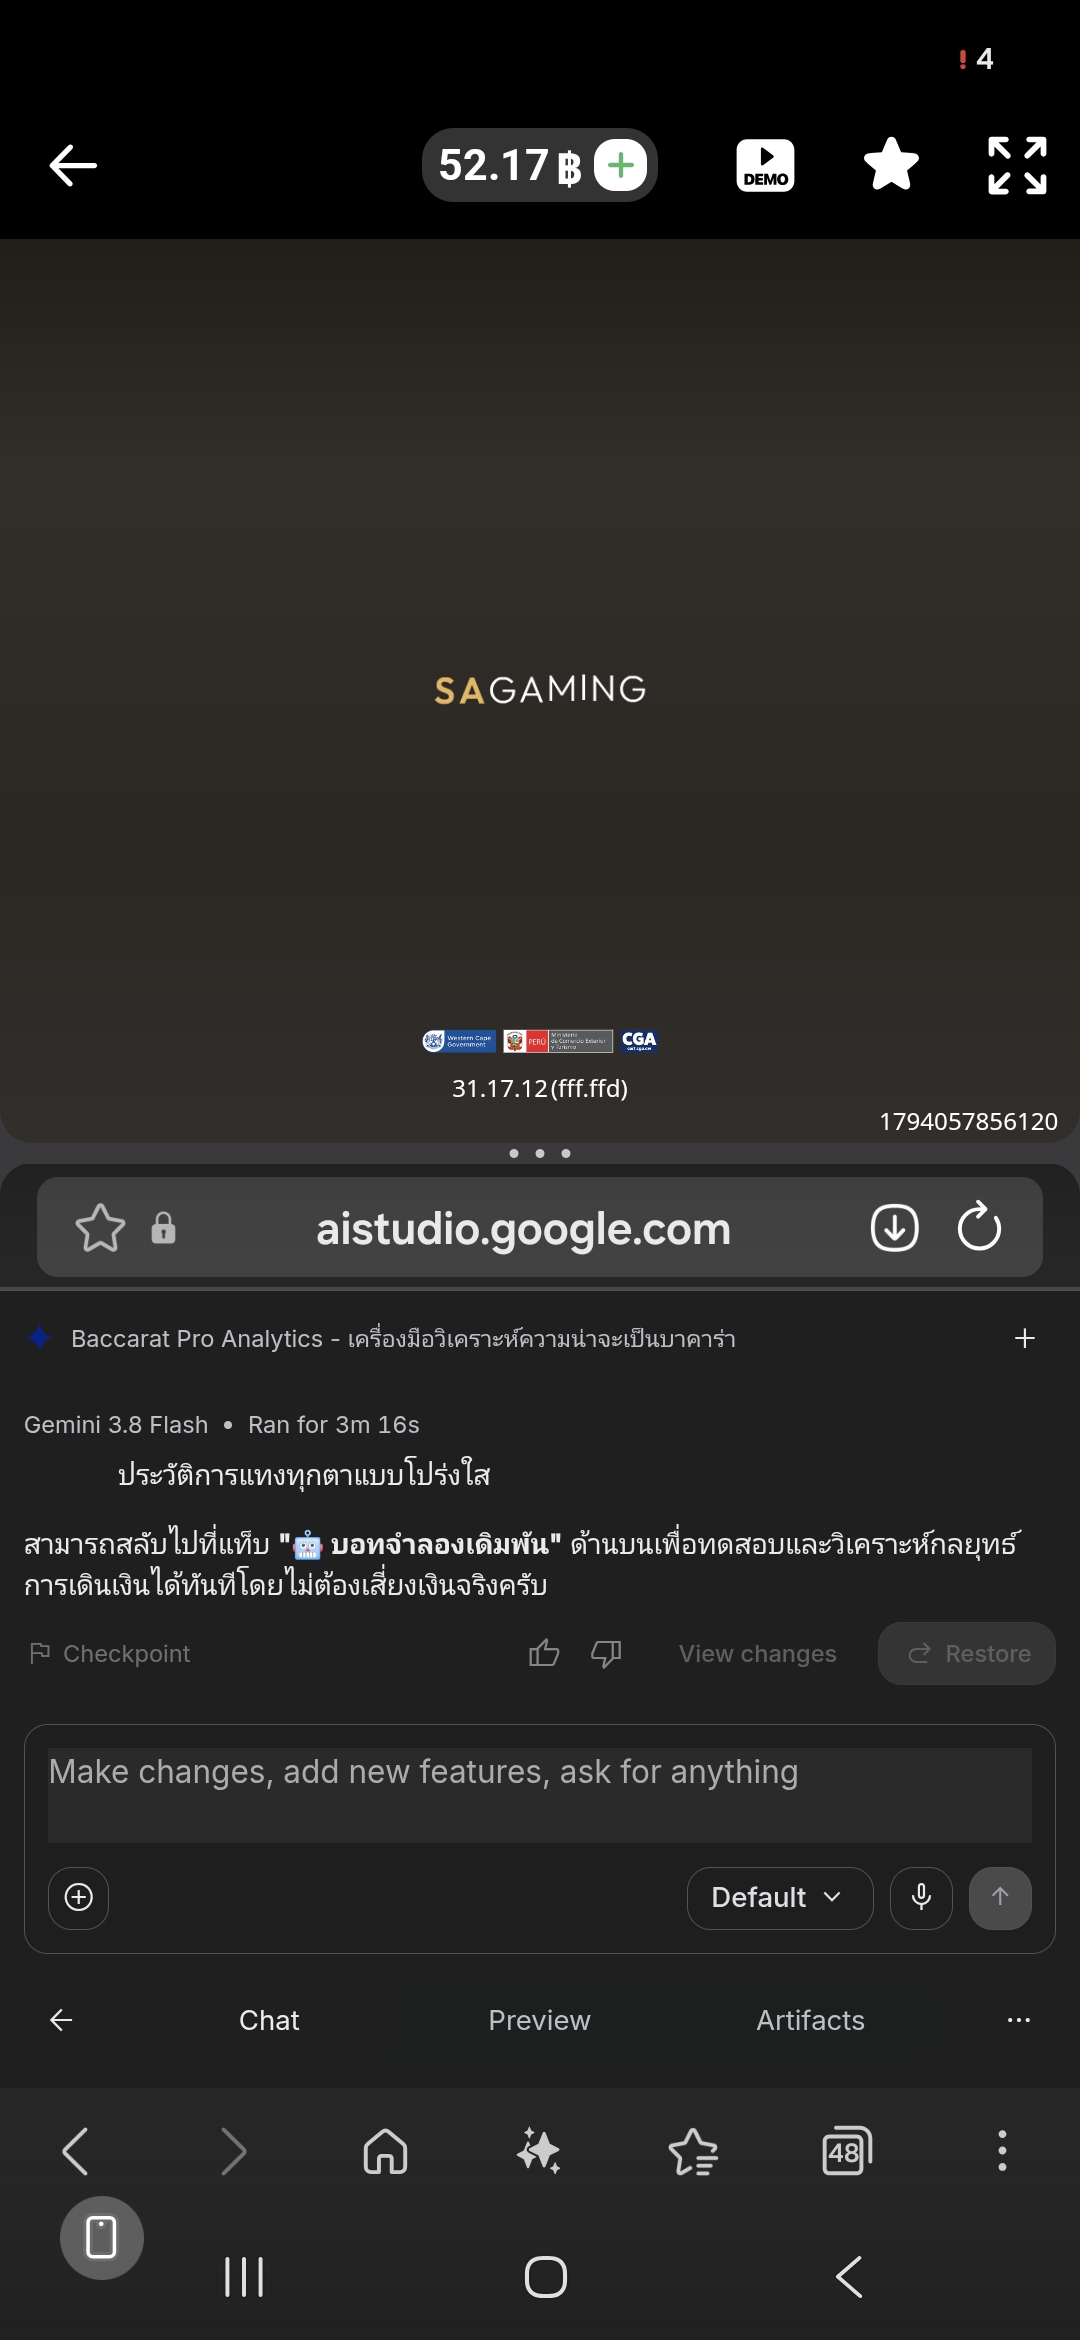 4
52.17 ฿
DEMO
SAGAMING
Western Cape
Government
PERÚ
Ministerio
de Comercio Exterior
y Turismo
CGA
31.17.12(fff.ffd)
1794057856120
aistudio.google.com
Baccarat Pro Analytics - เครื่องมือวิเคราะห์ความน่าจะเป็นบาคาร่า
Gemini 3.8 Flash • Ran for 3m 16s
ประวัติการแทงทุกตาแบบโปร่งใส
สามารถสลับไปที่แท็บ "🤖 บอทจำลองเดิมพัน" ด้านบนเพื่อทดสอบและวิเคราะห์กลยุทธ์
การเดินเงินได้ทันทีโดยไม่ต้องเสี่ยงเงินจริงครับ
Checkpoint View changes Restore
Make changes, add new features, ask for anything
Default
Chat Preview Artifacts
48